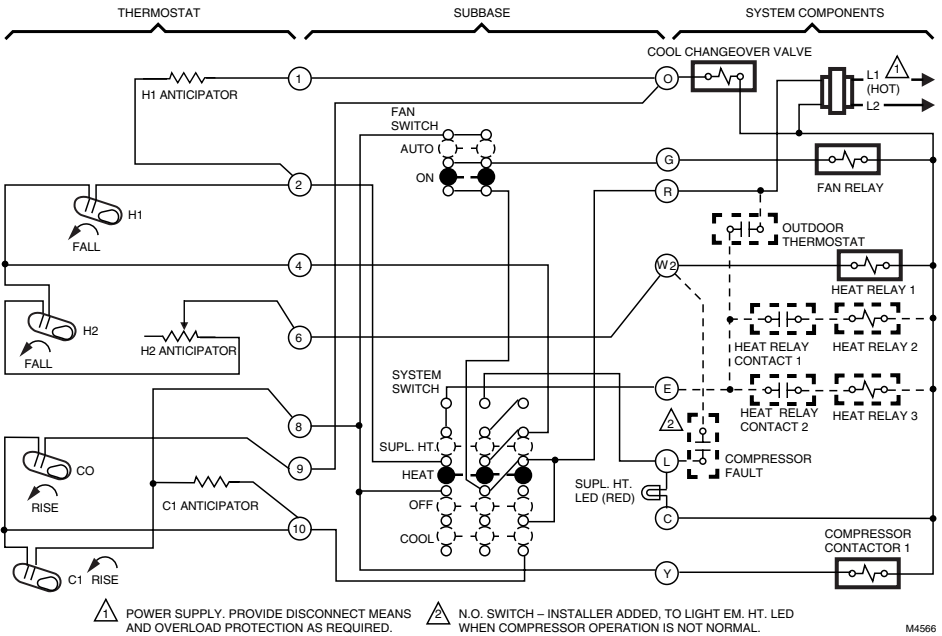 THERMOSTAT
SUBBASE
SYSTEM COMPONENTS
COOL CHANGEOVER VALVE
1
O
L1
(HOT)
1
L2
H1 ANTICIPATOR
FAN
SWITCH
AUTO
ON
G
FAN RELAY
2
R
H1
FALL
OUTDOOR
THERMOSTAT
4
W2
HEAT RELAY 1
H2
FALL
H2 ANTICIPATOR
6
HEAT RELAY
CONTACT 1
HEAT RELAY 2
SYSTEM
SWITCH
E
HEAT RELAY
CONTACT 2
HEAT RELAY 3
8
2
SUPL. HT.
CO
RISE
9
HEAT
L
COMPRESSOR
FAULT
C1 ANTICIPATOR
SUPL. HT.
LED (RED)
OFF
10
C
COOL
COMPRESSOR
CONTACTOR 1
C1
RISE
Y
1
POWER SUPPLY. PROVIDE DISCONNECT MEANS
AND OVERLOAD PROTECTION AS REQUIRED.
2
N.O. SWITCH – INSTALLER ADDED, TO LIGHT EM. HT. LED
WHEN COMPRESSOR OPERATION IS NOT NORMAL.
M4566